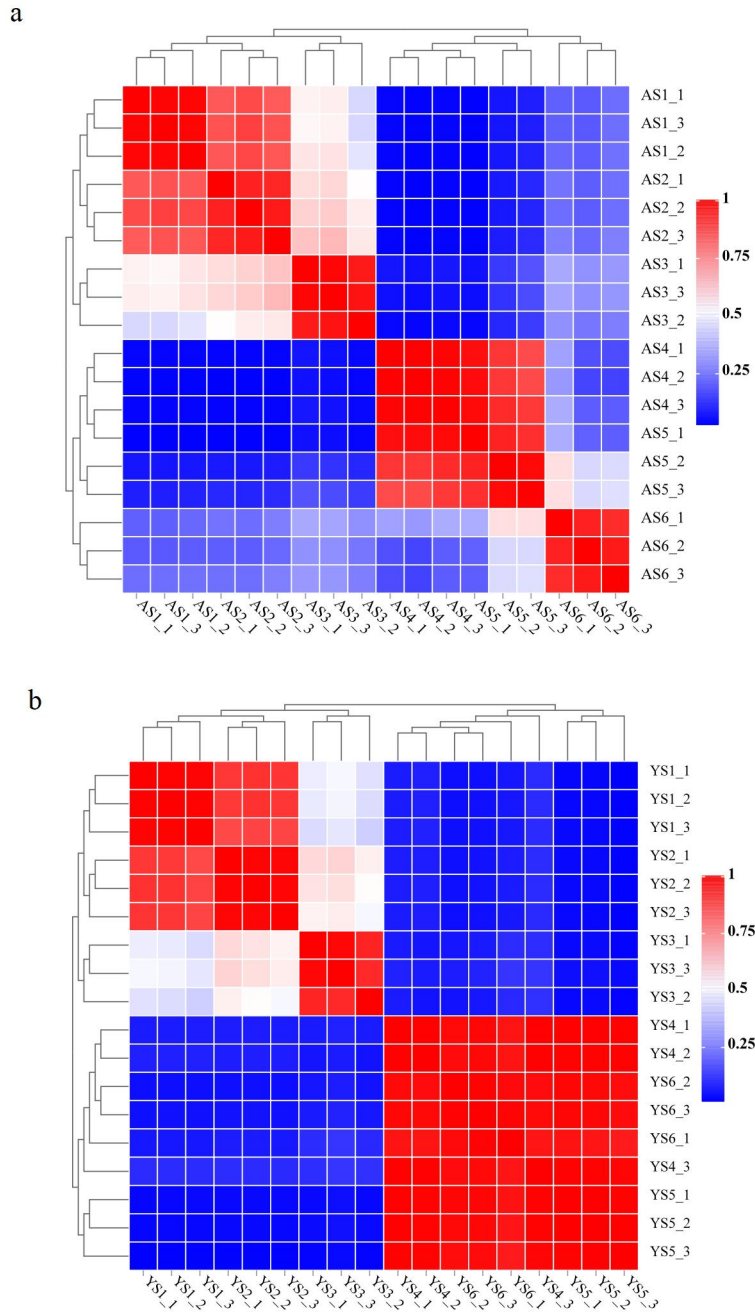 a
AS1_1
AS1_3
AS1_2
AS2_1
AS2_2
AS2_3
AS3_1
AS3_3
AS3_2
AS4_1
AS4_2
AS4_3
AS5_1
AS5_2
AS5_3
AS6_1
AS6_2
AS6_3
1
0.75
0.5
0.25
AS1_1 AS1_3 AS1_2 AS2_1 AS2_2 AS2_3 AS3_1 AS3_3 AS3_2 AS4_1 AS4_2 AS4_3 AS5_1 AS5_2 AS5_3 AS6_1 AS6_2 AS6_3
b
YS1_1
YS1_2
YS1_3
YS2_1
YS2_2
YS2_3
YS3_1
YS3_3
YS3_2
YS4_1
YS4_2
YS6_2
YS6_3
YS6_1
YS4_3
YS5_1
YS5_2
YS5_3
1
0.75
0.5
0.25
YS1_1 YS1_2 YS1_3 YS2_1 YS2_2 YS2_3 YS3_1 YS3_3 YS3_2 YS4_1 YS4_2 YS6_2 YS6_3 YS6_1 YS4_3 YS5_1 YS5_2 YS5_3